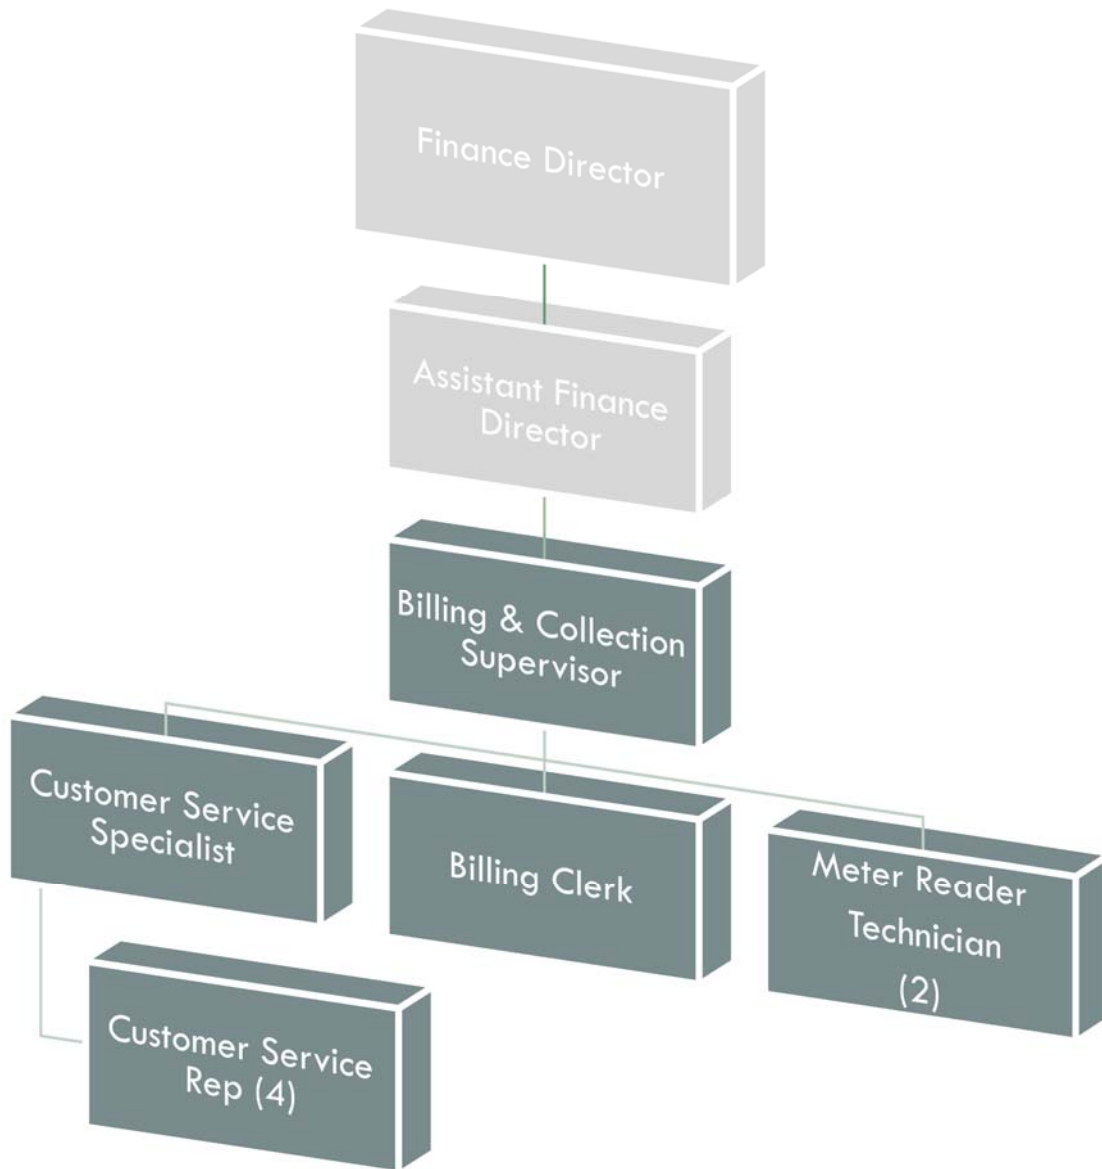 Finance Director
Assistant Finance
Director
Billing & Collection
Supervisor
Customer Service
Specialist
Billing Clerk
Meter Reader
Technician
(2)
Customer Service
Rep (4)